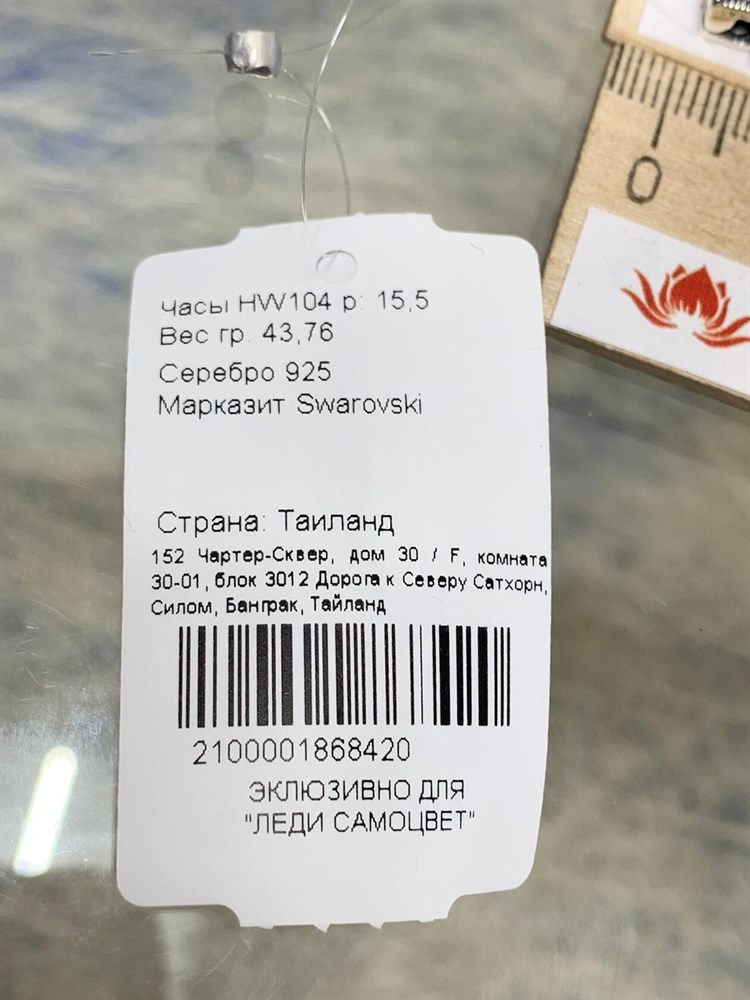 Часы HW104 р: 15,5
Вес гр. 43,76
Серебро 925
Марказит Swarovski
Страна: Таиланд
152 Чартер-Сквер, дом 30 / F, комната
30-01, блок 3012 Дорога к Северу Сатхорн,
Силом, Банграк, Тайланд
2100001868420
ЭКЛЮЗИВНО ДЛЯ
"ЛЕДИ САМОЦВЕТ"
0